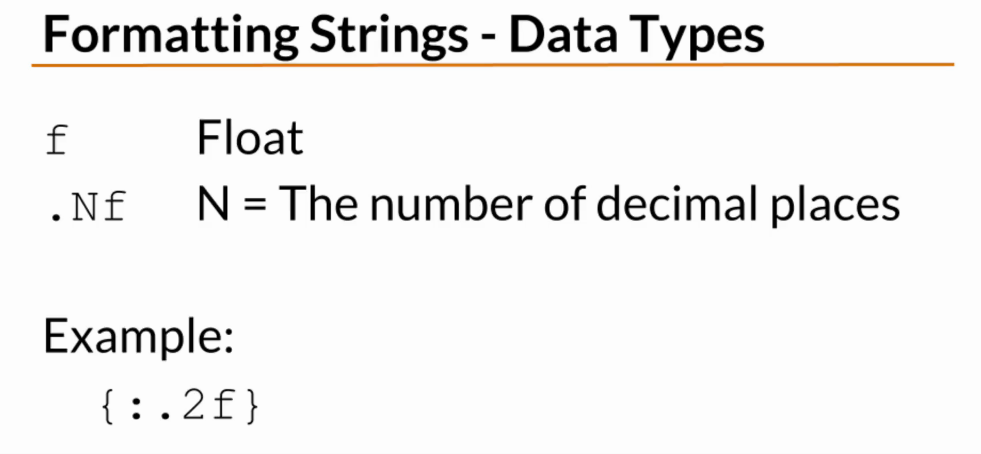 Formatting Strings - Data Types
f Float
.Nf N = The number of decimal places
Example:
{:.2f}